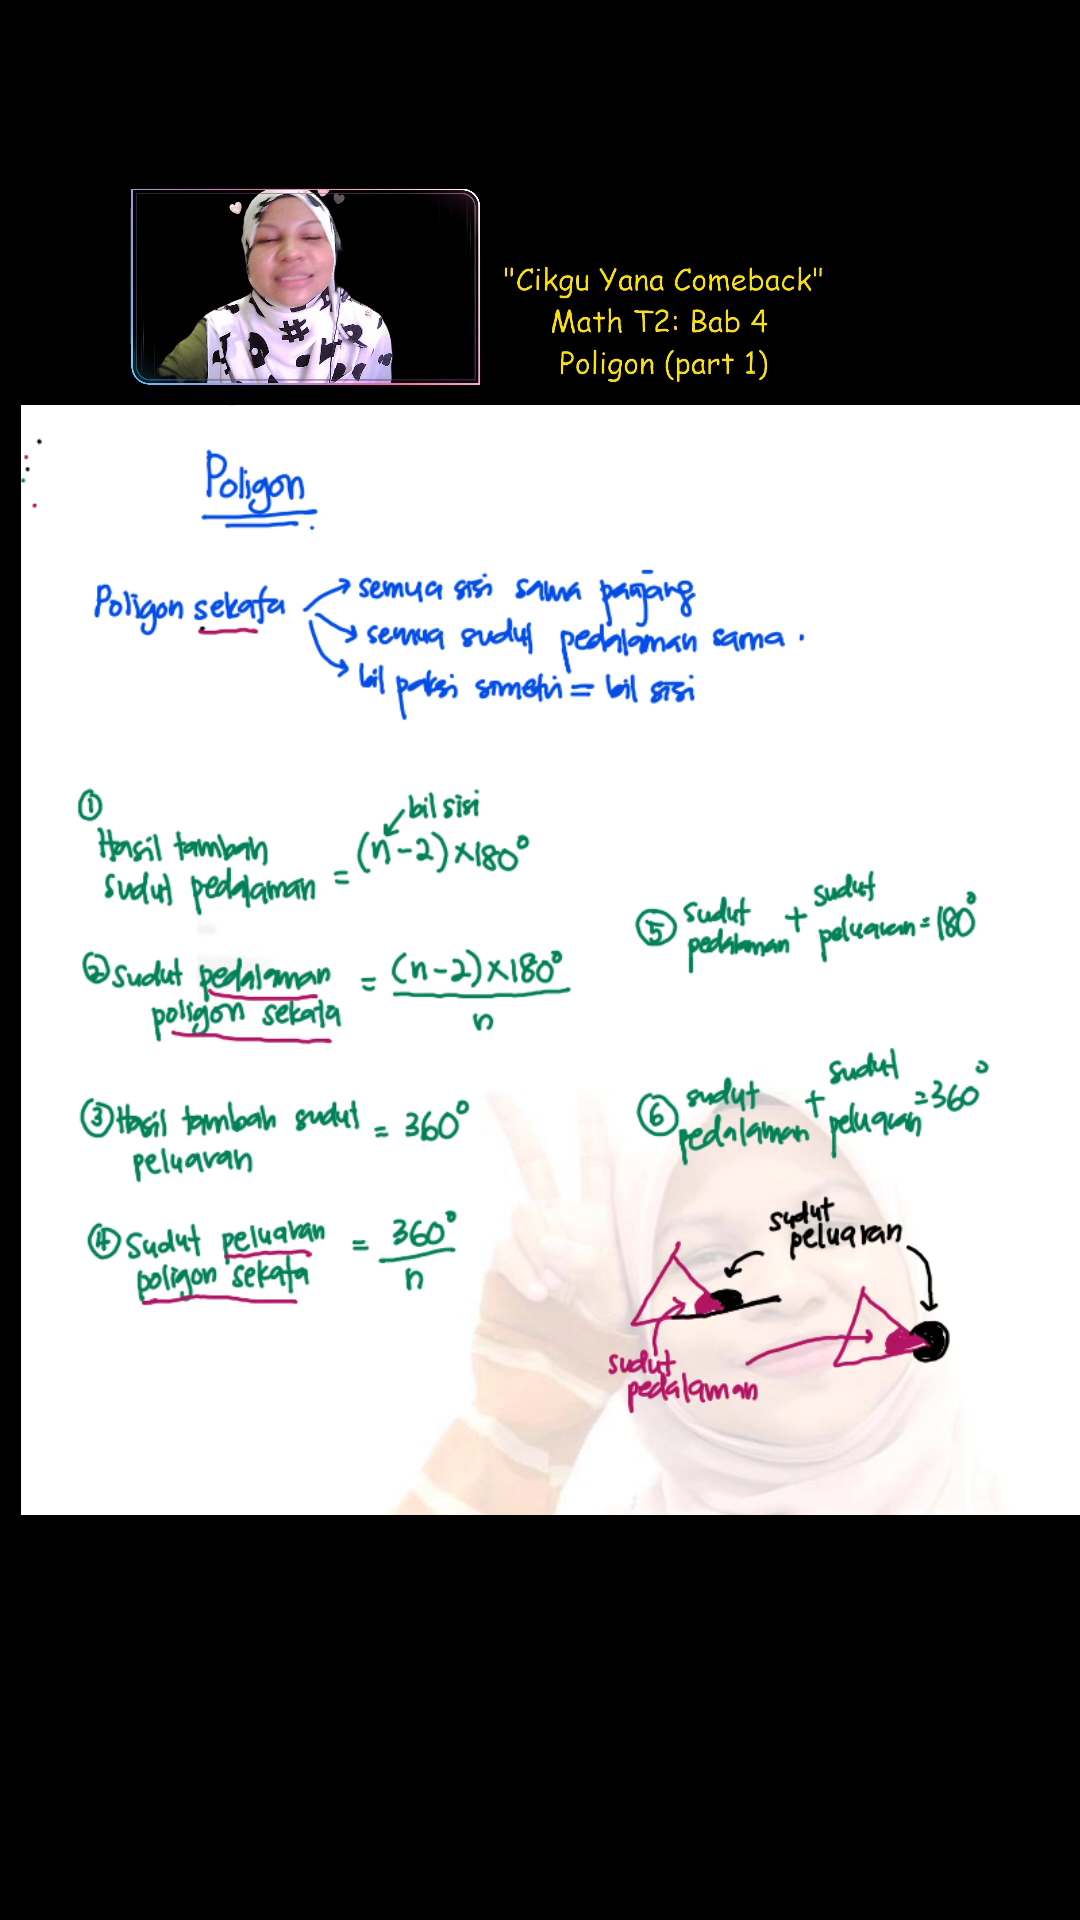 "Cikgu Yana Comeback"
Math T2: Bab 4
Poligon (part 1)
Poligon
Poligon sekata
semua sisi sama panjang
semua sudut pedalaman sama.
bil paksi simetri = bil sisi
①
bil sisi
Hasil tambah
sudut pedalaman = (n-2)×180°
② Sudut pedalaman
poligon sekata = (n-2)×180°
n
③ Hasil tambah sudut
peluaran = 360°
④ Sudut peluaran
poligon sekata = 360°
n
⑤ sudut pedalaman + sudut peluaran = 180°
⑥ sudut pedalaman + sudut peluaran = 360°
sudut
peluaran
sudut
pedalaman